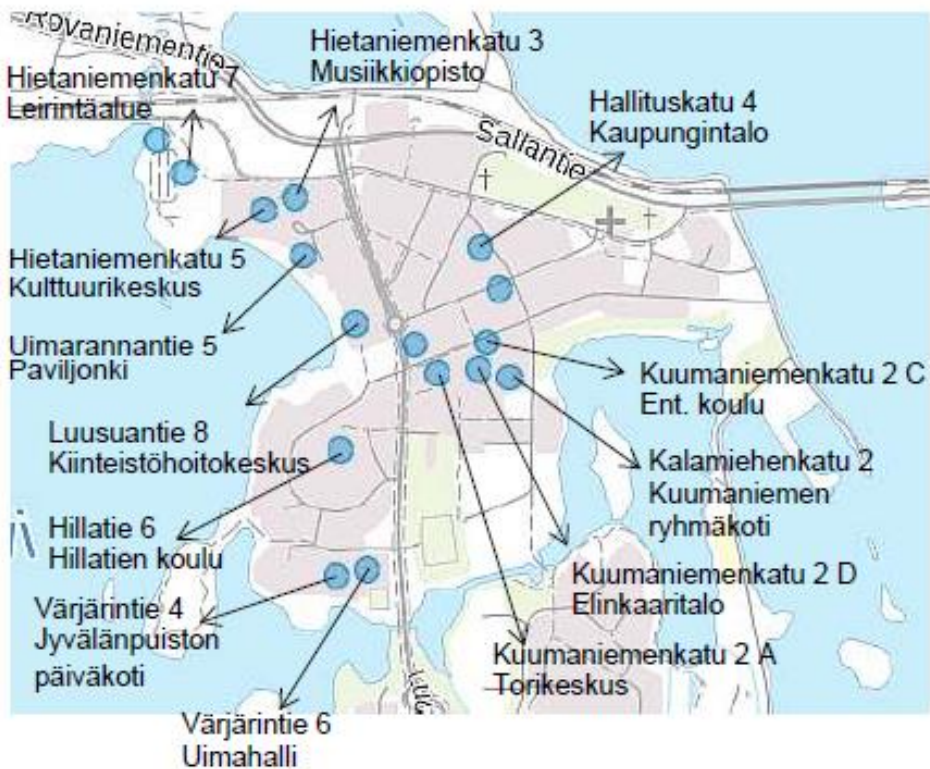 Rovaniementie
Hietaniemenkatu 3
Musiikkiopisto
Hietaniemenkatu 7
Leirintäalue
Hallituskatu 4
Kaupungintalo
Sallantie
Hietaniemenkatu 5
Kulttuurikeskus
Uimarannantie 5
Paviljonki
Kuumaniemenkatu 2 C
Ent. koulu
Luusuantie 8
Kiinteistöhoitokeskus
Kalamiehenkatu 2
Kuumaniemen
ryhmäkoti
Hillatie 6
Hillatien koulu
Kuumaniemenkatu 2 D
Elinkaaritalo
Värjärintie 4
Jyvälänpuiston
päiväkoti
Kuumaniemenkatu 2 A
Torikeskus
Värjärintie 6
Uimahalli